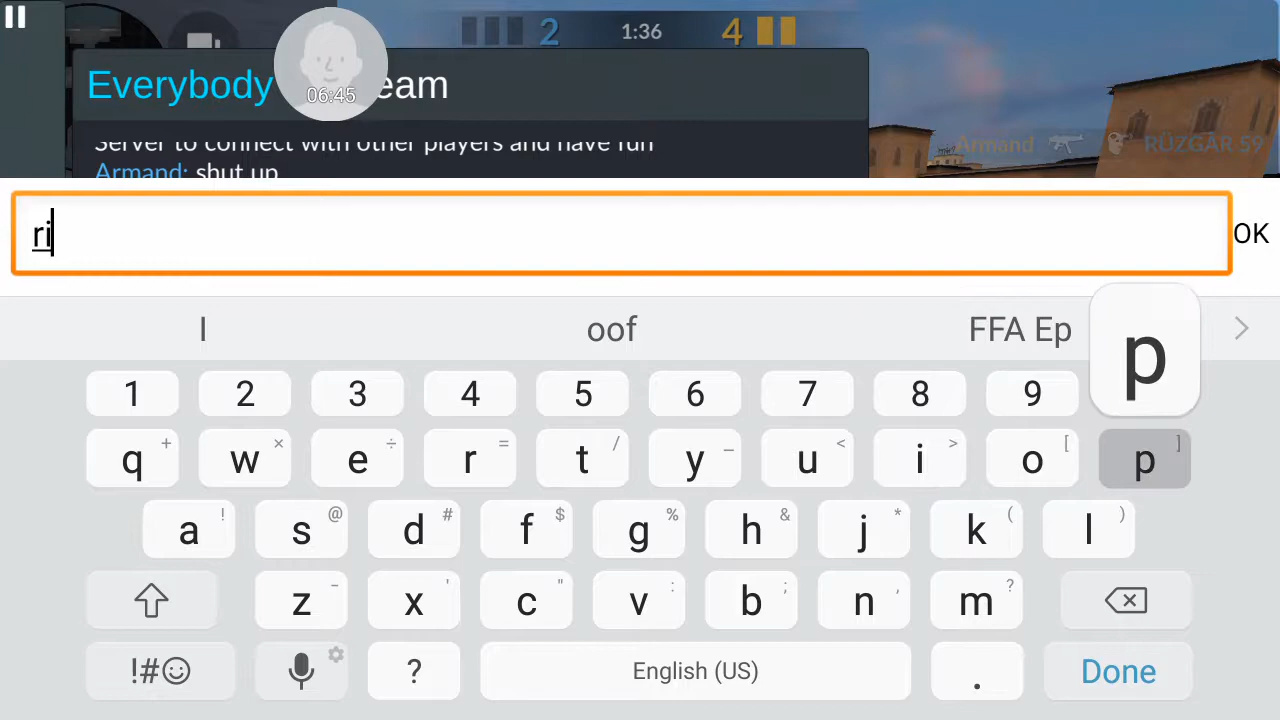 2 1:36 4
Everybody eam
06:45
Server to connect with other players and have fun
Armand RÜZGÂR 59
Armand: shut up
ri
OK
I oof FFA Ep
p
1 2 3 4 5 6 7 8 9
q + w × e ÷ r = t / y _ u < i > o [ p ]
a ! s @ d # f $ g % h & j * k ( l )
z - x ' c " v : b ; n , m ?
!#☺ ? English (US) . Done